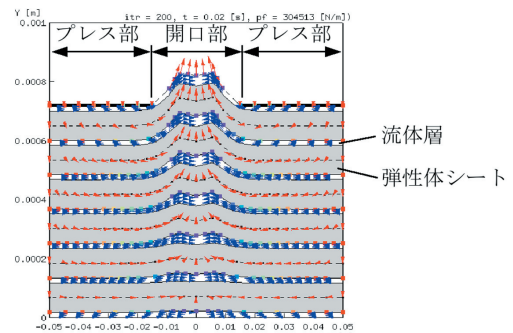 Y [m]
itr = 200, t = 0.02 [s], pf = 304513 [N/m]
0.001
プレス部 開口部 プレス部
0.0008
0.0006
流体層
弾性体シート
0.0004
0.0002
0
-0.05 -0.04 -0.03 -0.02 -0.01 0 0.01 0.02 0.03 0.04 0.05